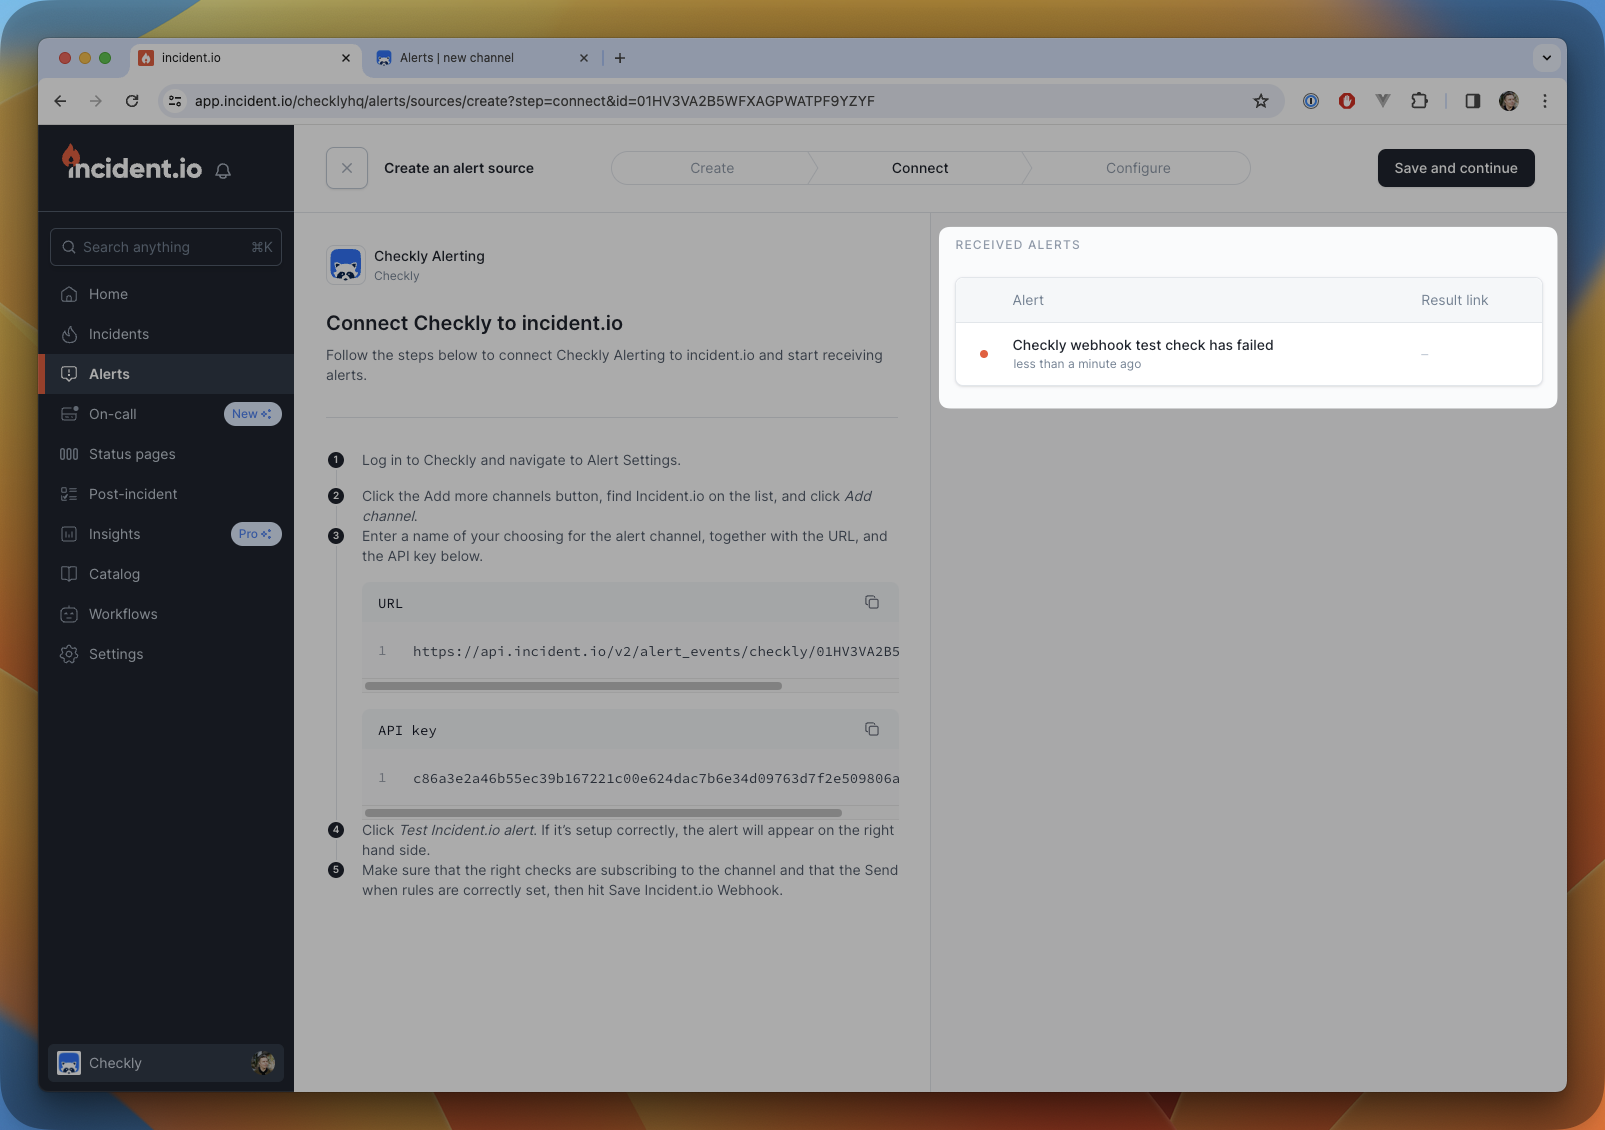 incident.io
Alerts | new channel
app.incident.io/checklyhq/alerts/sources/create?step=connect&id=01HV3VA2B5WFXAGPWATPF9YZYF
incident.io
Create an alert source
Create
Connect
Configure
Save and continue
Search anything
⌘K
Home
Incidents
Alerts
On-call
New
Status pages
Post-incident
Insights
Pro
Catalog
Workflows
Settings
Checkly
Checkly Alerting
Checkly
Connect Checkly to incident.io
Follow the steps below to connect Checkly Alerting to incident.io and start receiving
alerts.
1 Log in to Checkly and navigate to Alert Settings.
2 Click the Add more channels button, find Incident.io on the list, and click Add
channel.
3 Enter a name of your choosing for the alert channel, together with the URL, and
the API key below.
URL
1 https://api.incident.io/v2/alert_events/checkly/01HV3VA2B5
API key
1 c86a3e2a46b55ec39b167221c00e624dac7b6e34d09763d7f2e509806a
4 Click Test Incident.io alert. If it's setup correctly, the alert will appear on the right
hand side.
5 Make sure that the right checks are subscribing to the channel and that the Send
when rules are correctly set, then hit Save Incident.io Webhook.
RECEIVED ALERTS
Alert
Result link
Checkly webhook test check has failed
–
less than a minute ago